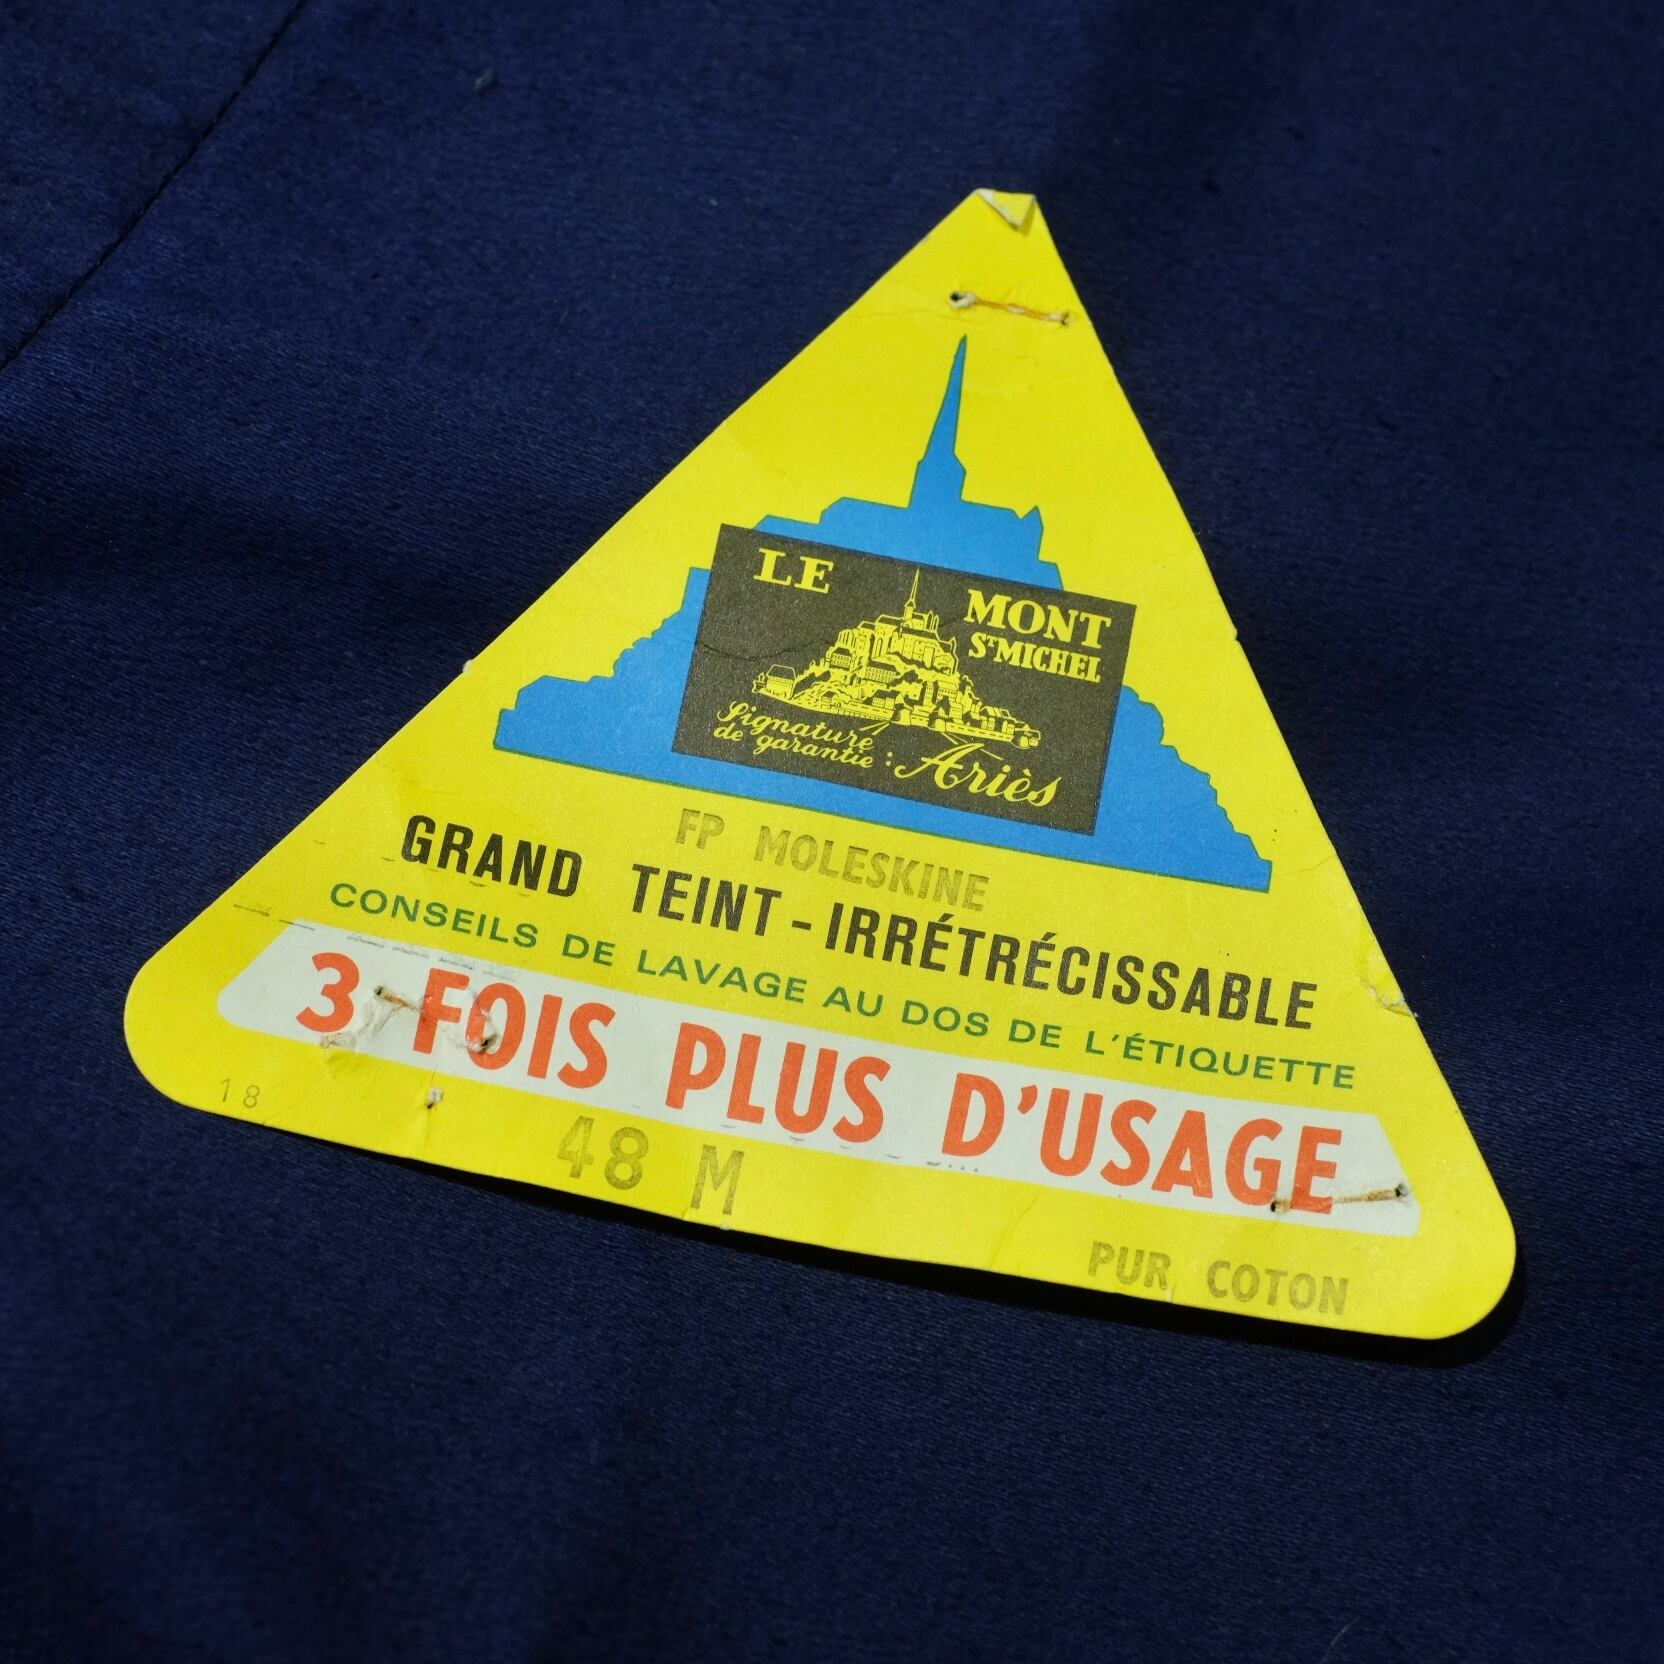 LE
MONT
ST MICHEL
Signature
de garantie : Ariès
FP MOLESKINE
GRAND TEINT - IRRÉTRÉCISSABLE
CONSEILS DE LAVAGE AU DOS DE L'ÉTIQUETTE
3 FOIS PLUS D'USAGE
18
48 M
PUR COTON